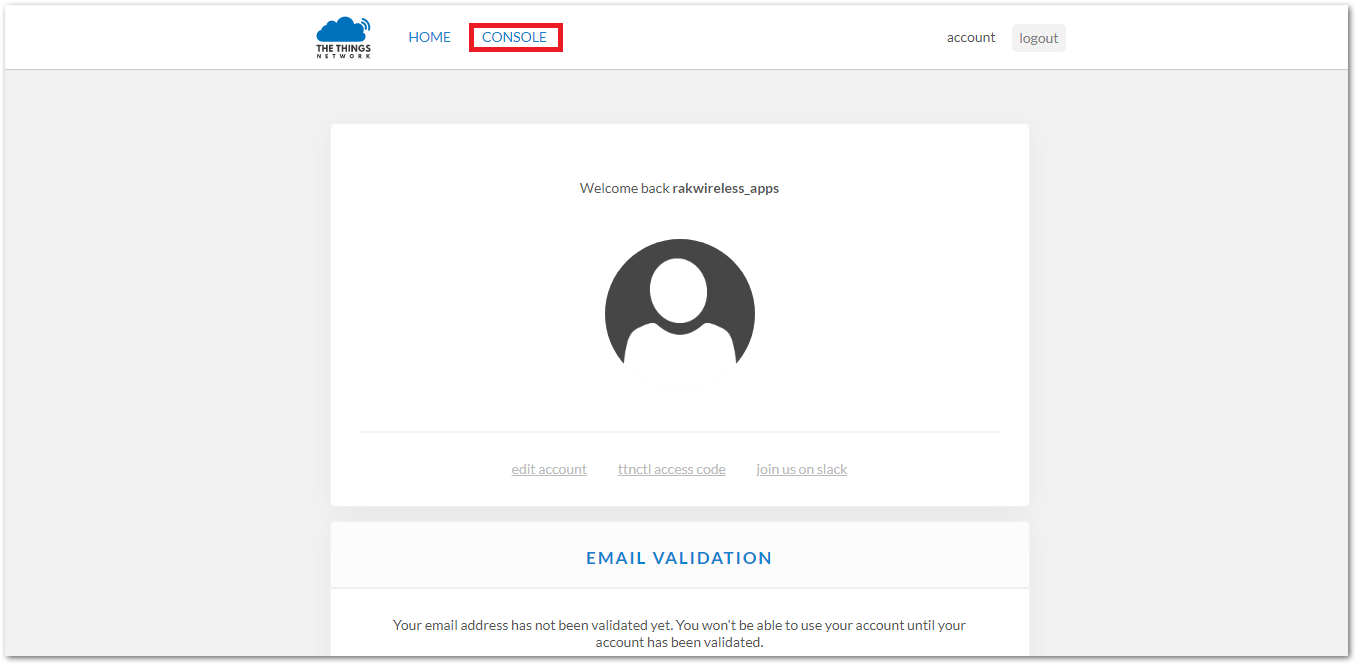 THE THINGS
NETWORK
HOME
CONSOLE
account
logout
Welcome back rakwireless_apps
edit account
ttnctl access code
join us on slack
EMAIL VALIDATION
Your email address has not been validated yet. You won't be able to use your account until your
account has been validated.